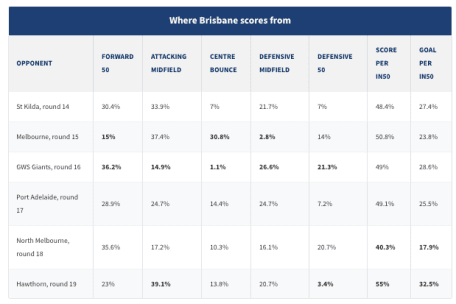 Where Brisbane scores from
OPPONENT FORWARD 50 ATTACKING MIDFIELD CENTRE BOUNCE DEFENSIVE MIDFIELD DEFENSIVE 50 SCORE PER IN50 GOAL PER IN50
St Kilda, round 14 30.4% 33.9% 7% 21.7% 7% 48.4% 27.4%
Melbourne, round 15 15% 37.4% 30.8% 2.8% 14% 50.8% 23.8%
GWS Giants, round 16 36.2% 14.9% 1.1% 26.6% 21.3% 49% 28.6%
Port Adelaide, round 17 28.9% 24.7% 14.4% 24.7% 7.2% 49.1% 25.5%
North Melbourne, round 18 35.6% 17.2% 10.3% 16.1% 20.7% 40.3% 17.9%
Hawthorn, round 19 23% 39.1% 13.8% 20.7% 3.4% 55% 32.5%